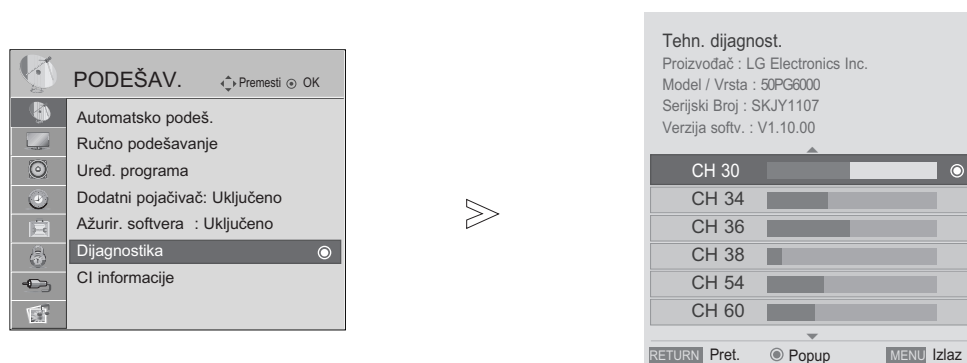 PODEŠAV.
Premesti OK
Automatsko podeš.
Ručno podešavanje
Uređ. programa
Dodatni pojačivač: Uključeno
Ažurir. softvera : Uključeno
Dijagnostika
CI informacije
Tehn. dijagnost.
Proizvođač : LG Electronics Inc.
Model / Vrsta : 50PG6000
Serijski Broj : SKJY1107
Verzija softv. : V1.10.00
CH 30
CH 34
CH 36
CH 38
CH 54
CH 60
RETURN Pret. Popup MENU Izlaz